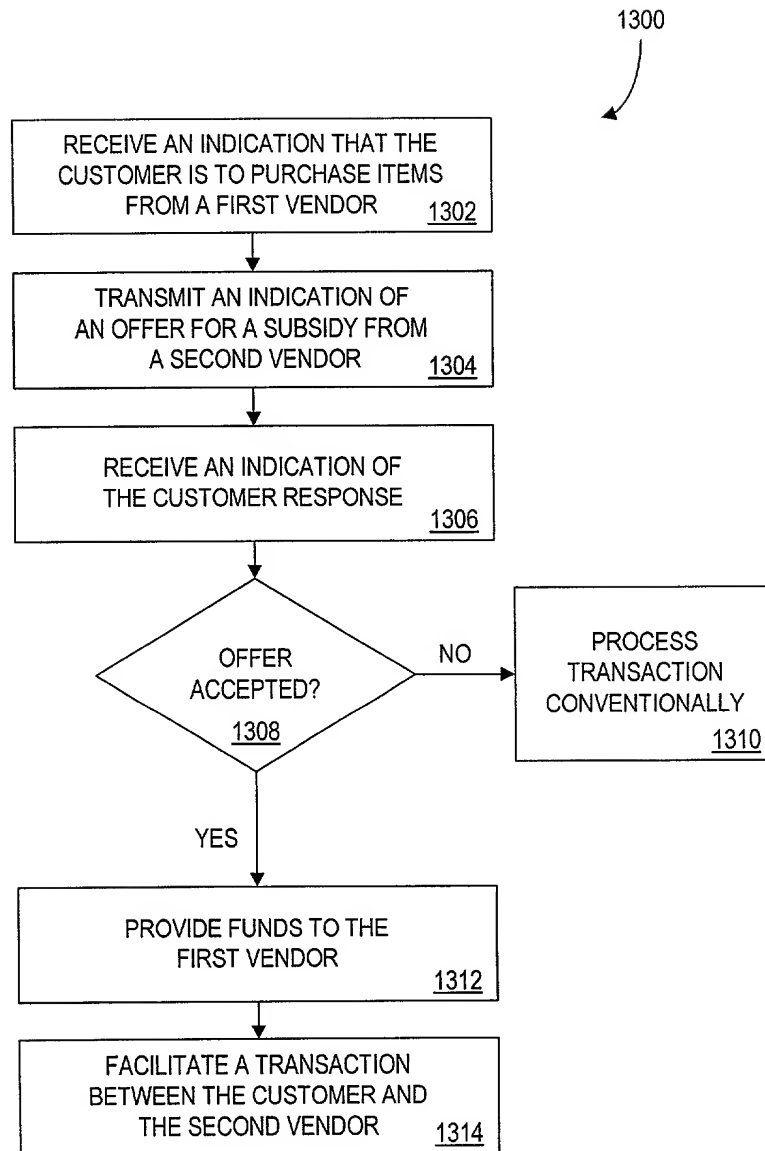 1300
RECEIVE AN INDICATION THAT THE
CUSTOMER IS TO PURCHASE ITEMS
FROM A FIRST VENDOR
1302
TRANSMIT AN INDICATION OF
AN OFFER FOR A SUBSIDY FROM
A SECOND VENDOR
1304
RECEIVE AN INDICATION OF
THE CUSTOMER RESPONSE
1306
OFFER
ACCEPTED?
1308
NO
PROCESS
TRANSACTION
CONVENTIONALLY
1310
YES
PROVIDE FUNDS TO THE
FIRST VENDOR
1312
FACILITATE A TRANSACTION
BETWEEN THE CUSTOMER AND
THE SECOND VENDOR
1314